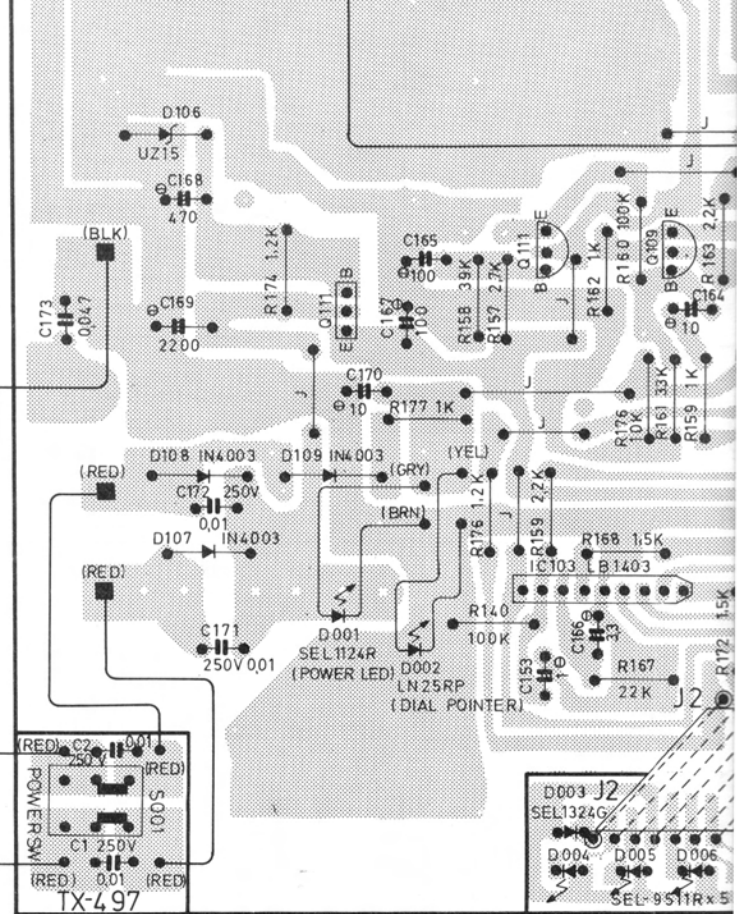 D106
UZ15
J
J
C168
⊖
470
(BLK)
R174 1.2K
Q111
B
E
C165
⊖ 100
C167 ⊖ 100
R158 39K
R157 2.7K
Q111
E
B
J
R162 1K
R160 100K
Q109
E
B
R163 2,2K
C164
⊖
10
C173
0,047
C169
⊖
2200
J
C170
⊖ 10
R177 1K
J
J
R176 10K
R161 33K
R159 1K
(RED)
D108 IN4003
D109 IN4003
(GRY)
(YEL)
C172 250V
0,01
(BRN)
R176 1.2K
J
R159 2,2K
D107 IN4003
R168 1,5K
IC103 LB1403
(RED)
D001
SEL1124R
(POWER LED)
D002
LN25RP
(DIAL POINTER)
R140
100K
C166 ⊖ 3,3
C153 1 ⊖
R167
22K
R172 1,5K
C171
250V 0,01
J2
(RED)
C2
250V
0,01
(RED)
POWER SW
S001
C1 250V
0,01
(RED)
(RED)
TX-497
D003
J2
SEL1324G
D004
D005
D006
SEL-9511R×5